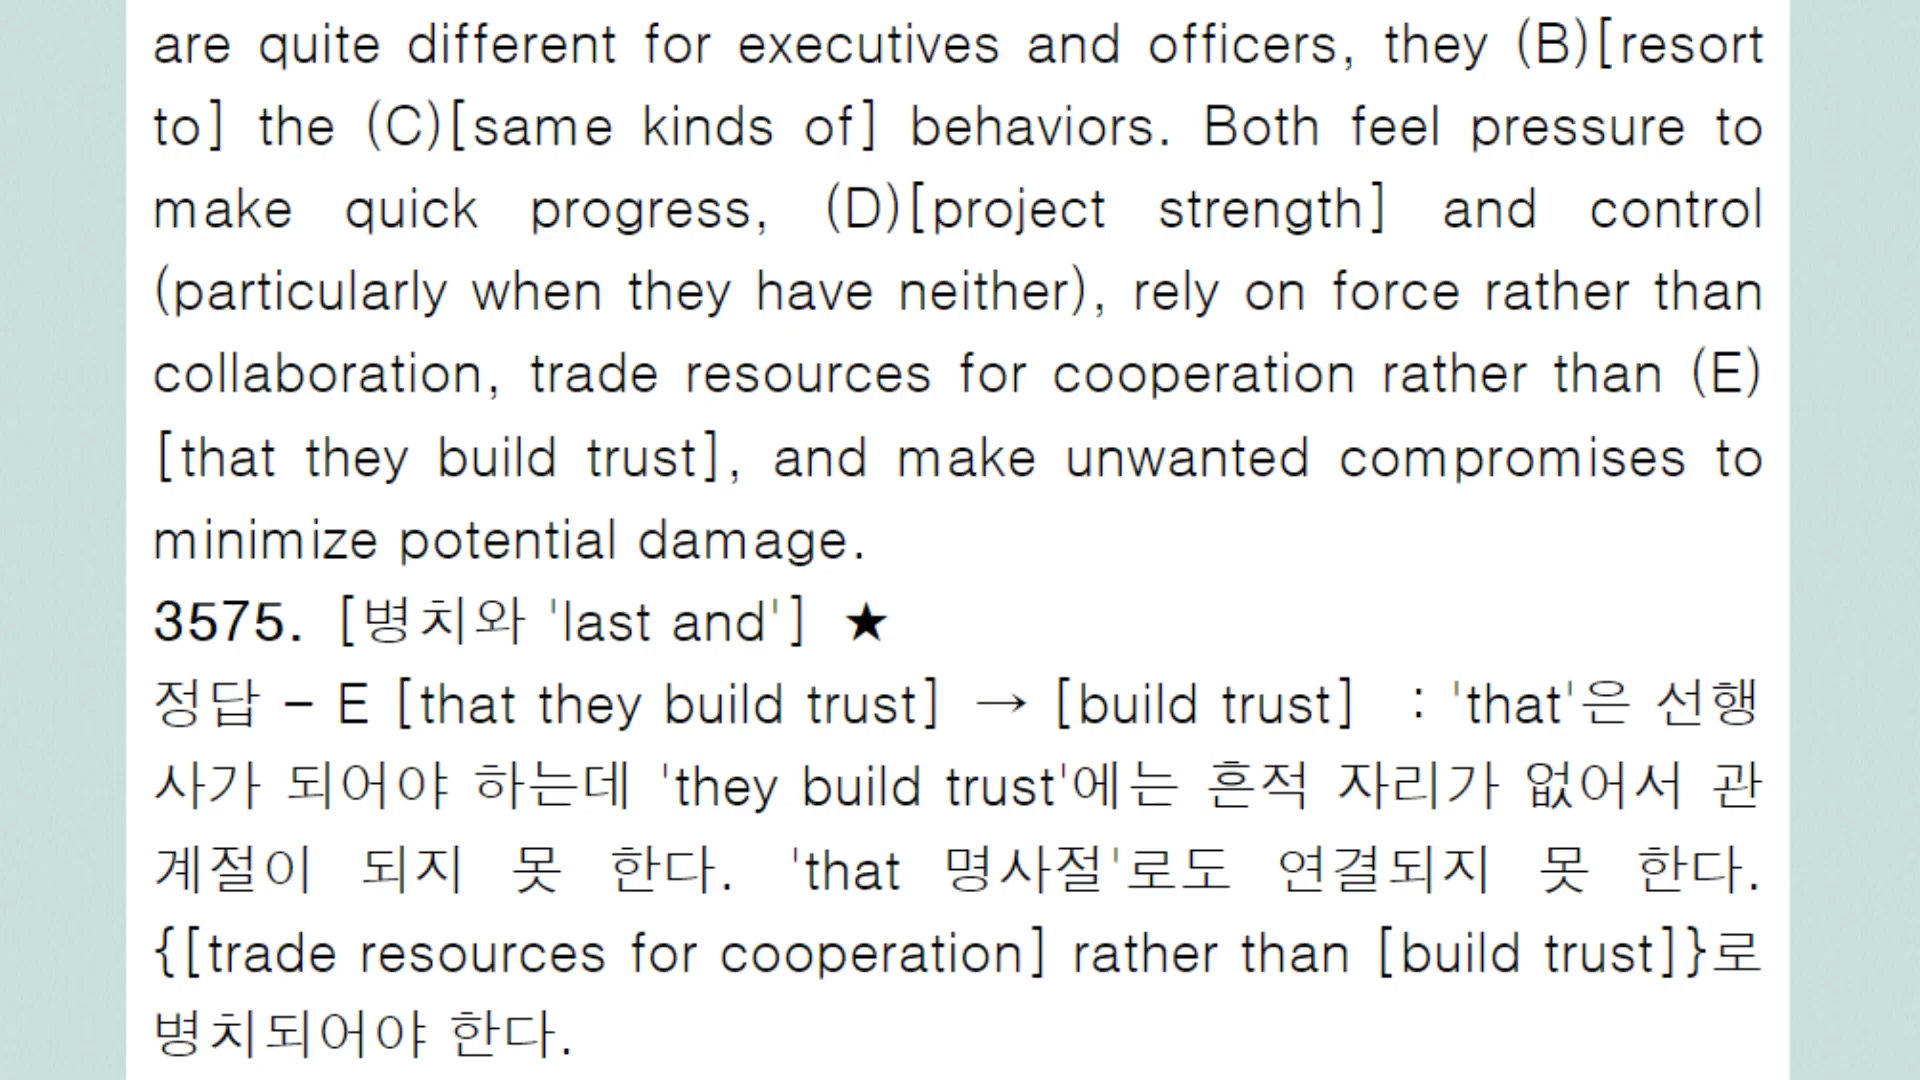 are quite different for executives and officers, they (B)[resort
to] the (C)[same kinds of] behaviors. Both feel pressure to
make quick progress, (D)[project strength] and control
(particularly when they have neither), rely on force rather than
collaboration, trade resources for cooperation rather than (E)
[that they build trust], and make unwanted compromises to
minimize potential damage.
3575. [병치와 'last and'] ★
정답 – E [that they build trust] → [build trust] : 'that'은 선행
사가 되어야 하는데 'they build trust'에는 흔적 자리가 없어서 관
계절이 되지 못 한다. 'that 명사절'로도 연결되지 못 한다.
{[trade resources for cooperation] rather than [build trust]}로
병치되어야 한다.